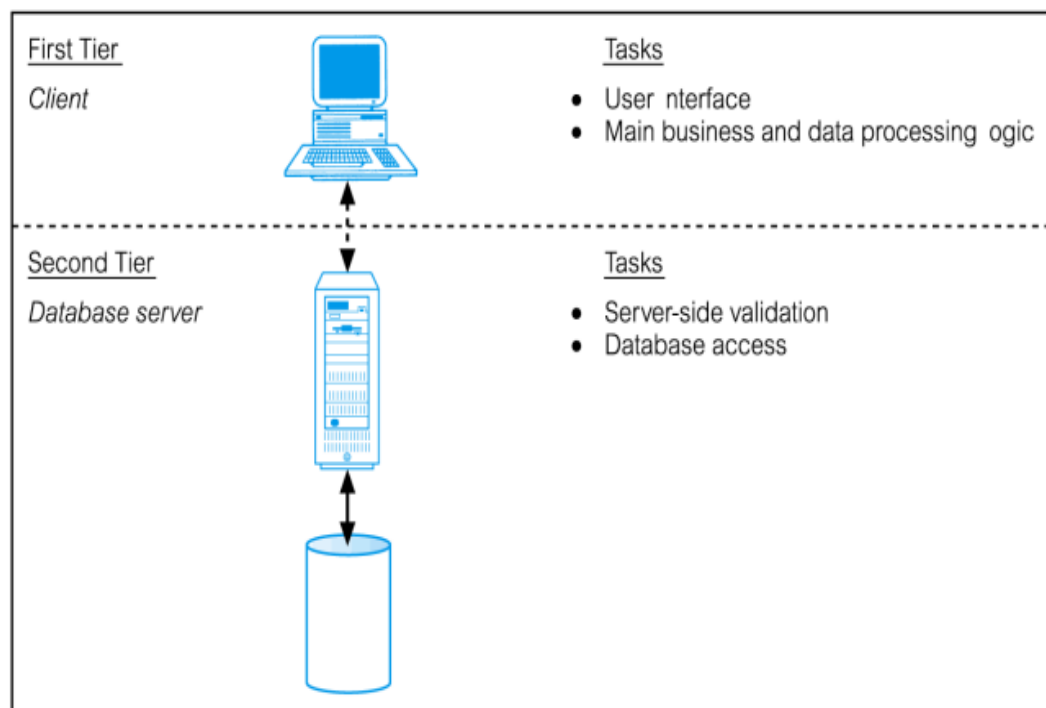 First Tier
Client
Tasks
• User nterface
• Main business and data processing ogic
Second Tier
Database server
Tasks
• Server-side validation
• Database access